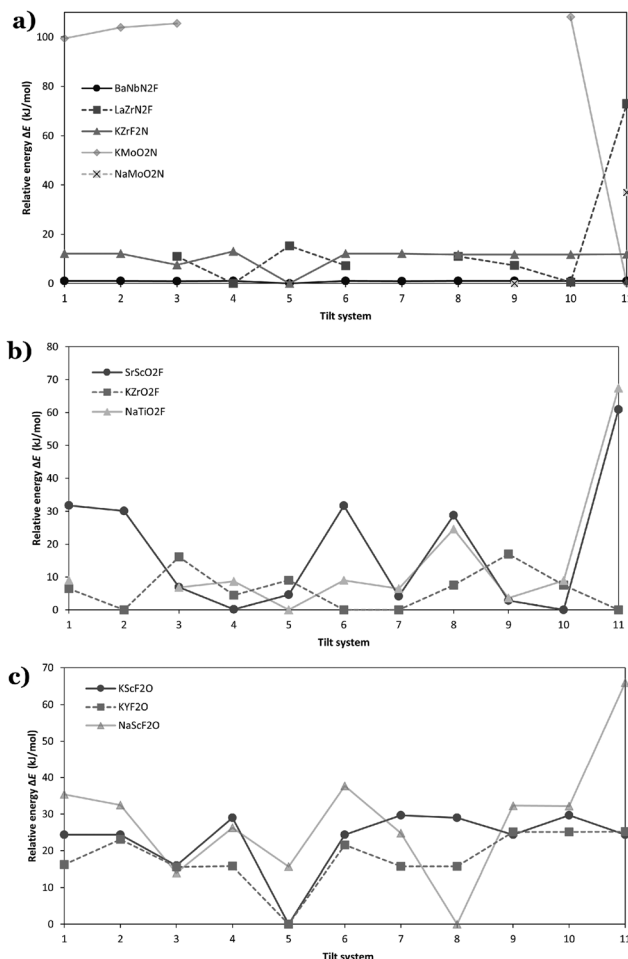 a)
Relative energy ΔE (kJ/mol)
100
80
60
40
20
0
BaNbN2F
LaZrN2F
KZrF2N
KMoO2N
NaMoO2N
1 2 3 4 5 6 7 8 9 10 11
Tilt system
b)
Relative energy ΔE (kJ/mol)
80
70
60
50
40
30
20
10
0
SrScO2F
KZrO2F
NaTiO2F
1 2 3 4 5 6 7 8 9 10 11
Tilt system
c)
Relative energy ΔE (kJ/mol)
70
60
50
40
30
20
10
0
KScF2O
KYF2O
NaScF2O
1 2 3 4 5 6 7 8 9 10 11
Tilt system